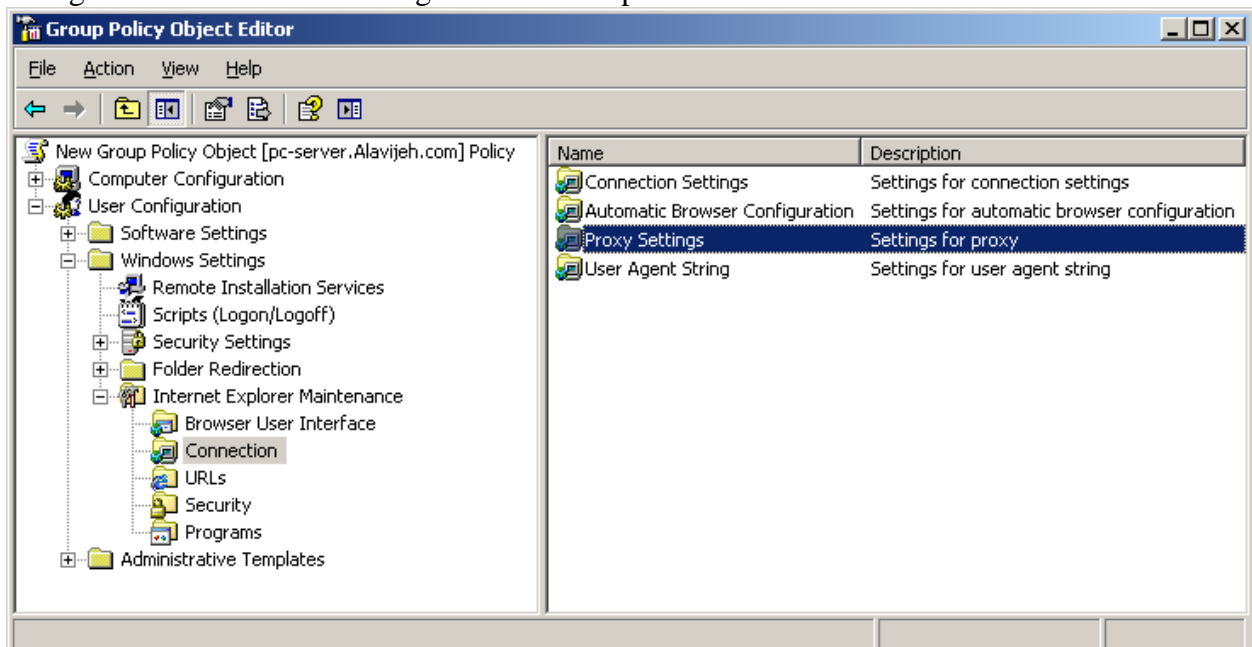 Group Policy Object Editor
File Action View Help
New Group Policy Object [pc-server.Alavijeh.com] Policy
Computer Configuration
User Configuration
Software Settings
Windows Settings
Remote Installation Services
Scripts (Logon/Logoff)
Security Settings
Folder Redirection
Internet Explorer Maintenance
Browser User Interface
Connection
URLs
Security
Programs
Administrative Templates
Name Description
Connection Settings Settings for connection settings
Automatic Browser Configuration Settings for automatic browser configuration
Proxy Settings Settings for proxy
User Agent String Settings for user agent string